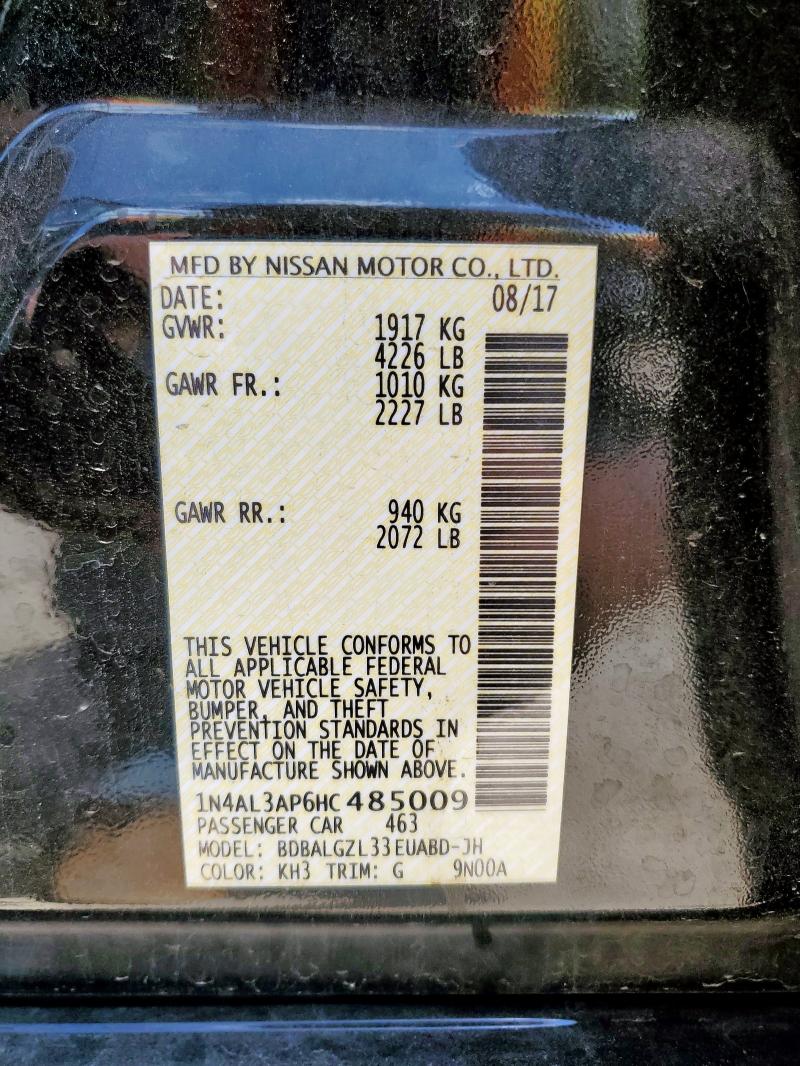 MFD BY NISSAN MOTOR CO., LTD.
DATE: 08/17
GVWR: 1917 KG
4226 LB
GAWR FR.: 1010 KG
2227 LB
GAWR RR.: 940 KG
2072 LB
THIS VEHICLE CONFORMS TO
ALL APPLICABLE FEDERAL
MOTOR VEHICLE SAFETY,
BUMPER, AND THEFT
PREVENTION STANDARDS IN
EFFECT ON THE DATE OF
MANUFACTURE SHOWN ABOVE.
1N4AL3AP6HC485009
PASSENGER CAR 463
MODEL: BDBALGZL33EUABD-JH
COLOR: KH3 TRIM: G 9N00A